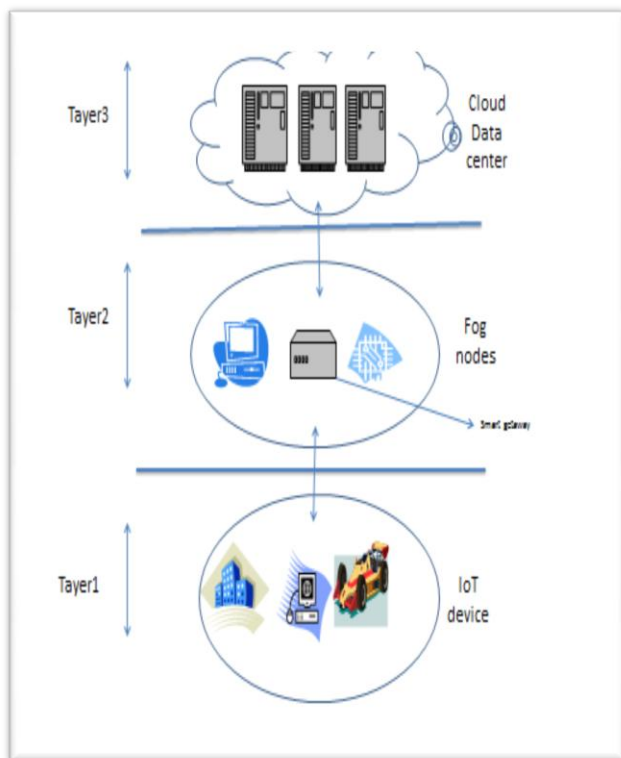 Tayer3
Cloud
Data
center
Tayer2
Fog
nodes
Smart gateway
Tayer1
IoT
device